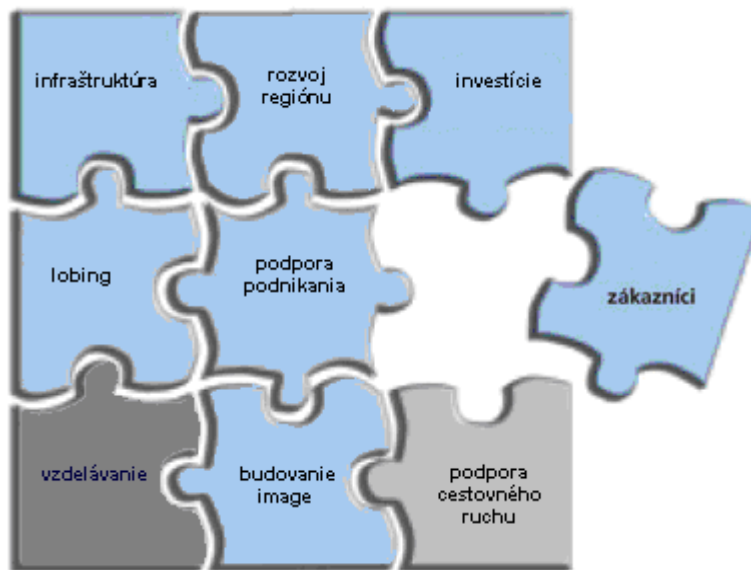 infraštruktúra
rozvoj
regiónu
investície
lobing
podpora
podnikania
zákazníci
vzdelávanie
budovanie
image
podpora
cestovného
ruchu